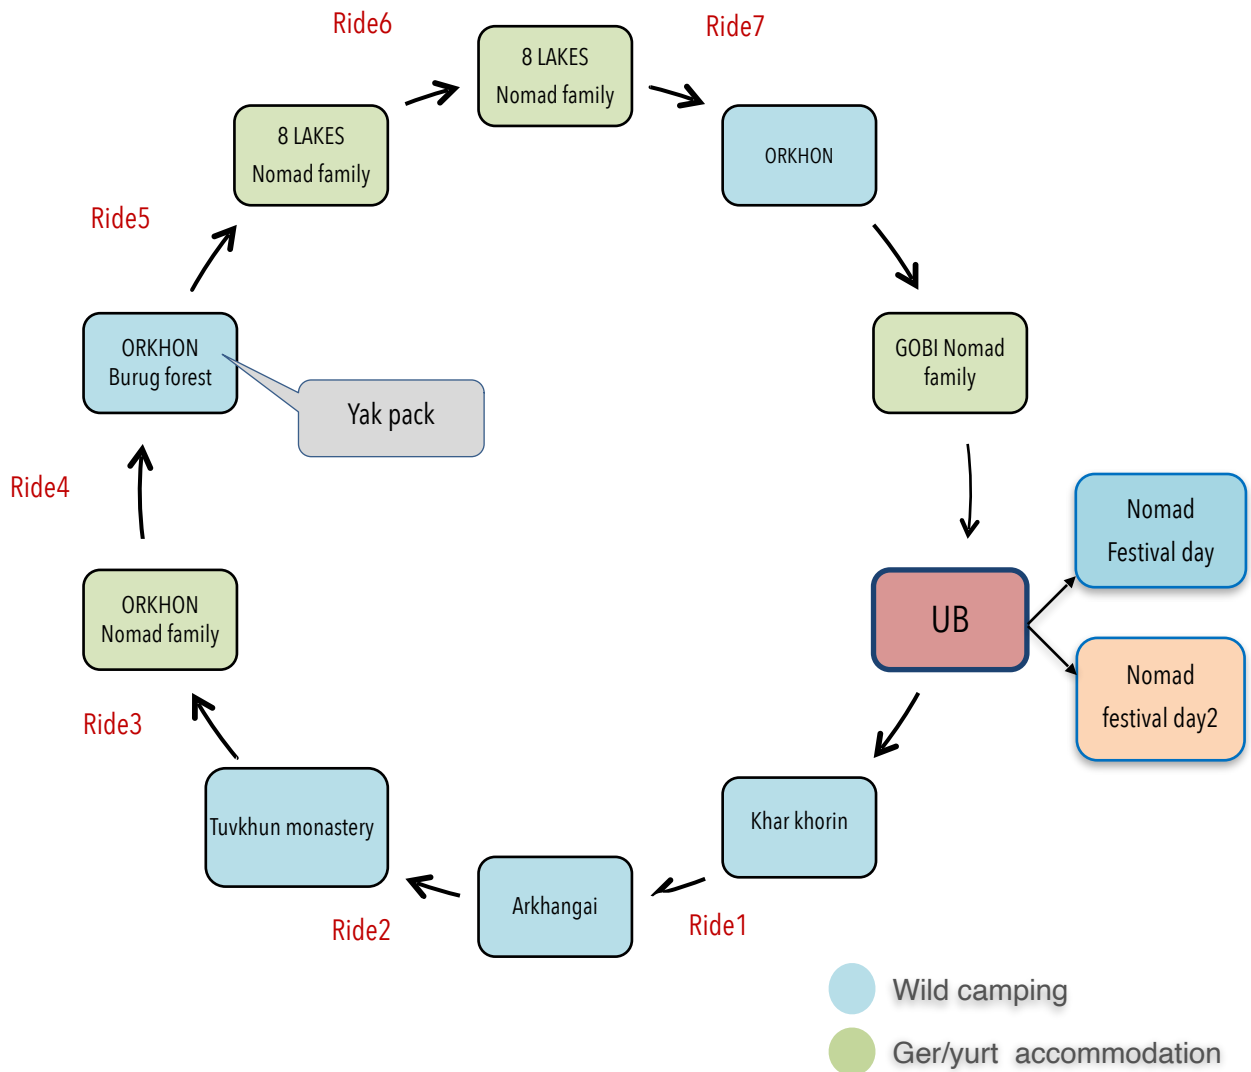 Ride6
Ride7
8 LAKES
Nomad family
8 LAKES
Nomad family
ORKHON
Ride5
ORKHON
Burug forest
Yak pack
GOBI Nomad
family
Ride4
Nomad
Festival day
ORKHON
Nomad family
UB
Nomad
festival day2
Ride3
Tuvkhun monastery
Khar khorin
Arkhangai
Ride2
Ride1
Wild camping
Ger/yurt accommodation